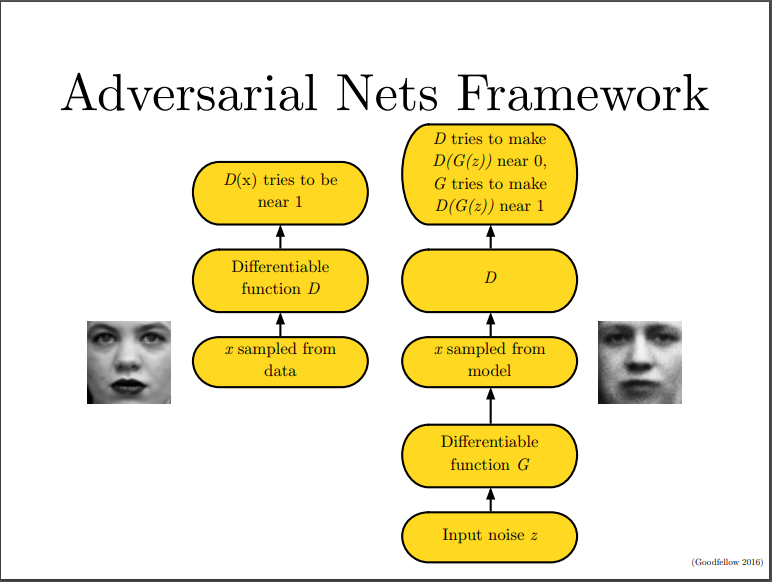 Adversarial Nets Framework
D(x) tries to be
near 1
Differentiable
function D
x sampled from
data
D tries to make
D(G(z)) near 0,
G tries to make
D(G(z)) near 1
D
x sampled from
model
Differentiable
function G
Input noise z
(Goodfellow 2016)